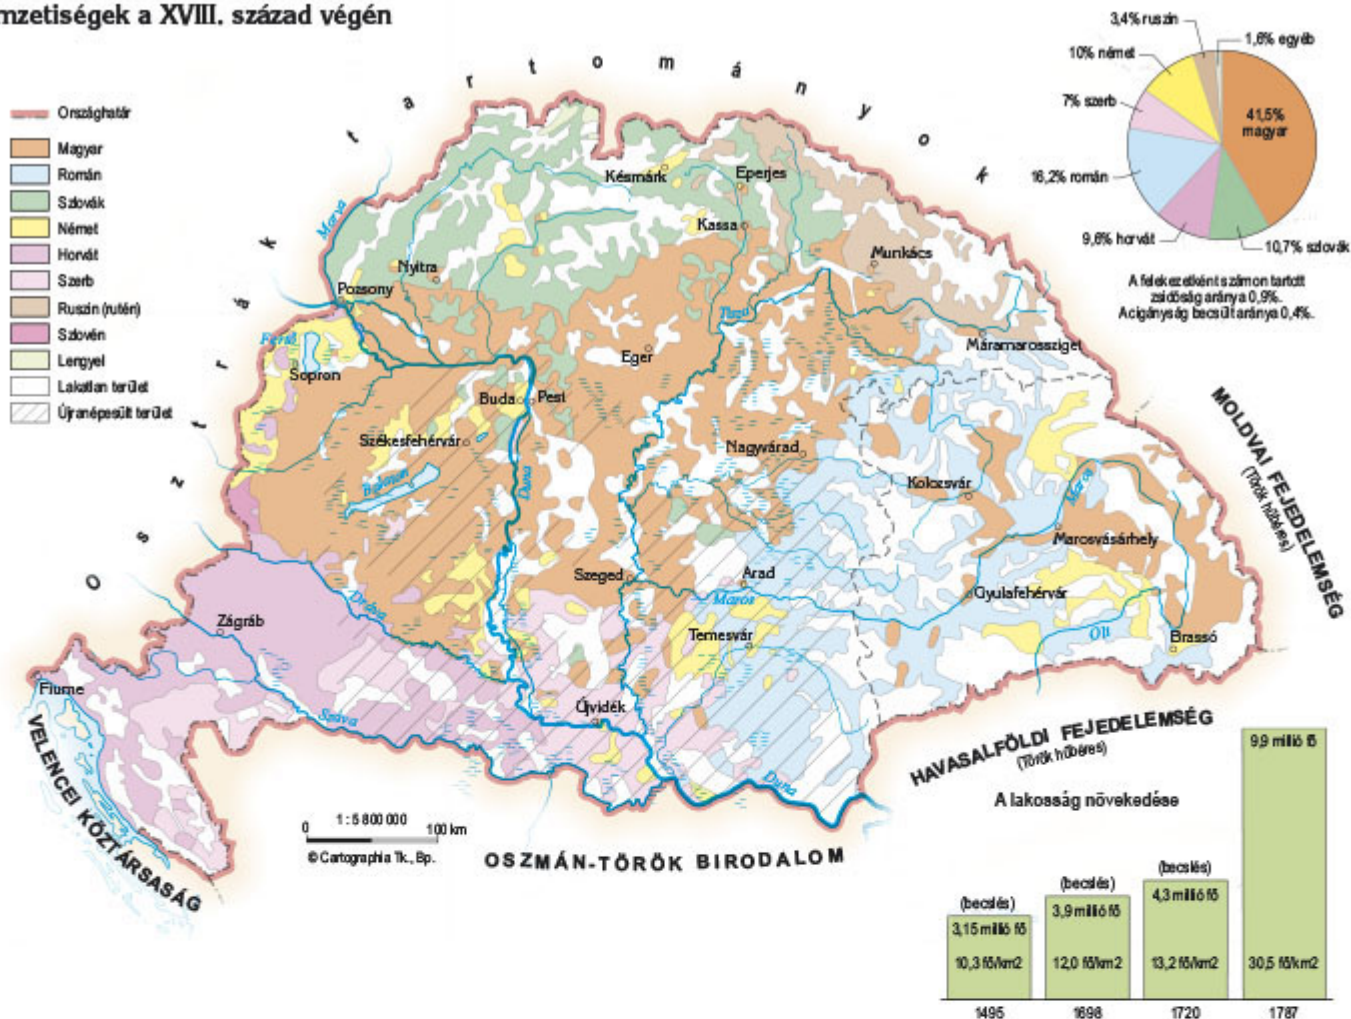 mzetiségek a XVIII. század végén
Országhatár
Magyar
Román
Szlovák
Német
Horvát
Szerb
Ruszin (rutén)
Szlovén
Lengyel
Lakatlan terület
Újranépesült terület
Osztrák tartományok
3,4% ruszin
1,6% egyéb
10% német
7% szerb
41,5%
magyar
16,2% román
9,6% horvát
10,7% szlovák
A felekezetként számon tartott
zsidóság aránya 0,9%.
A cigányság becsült aránya 0,4%.
Morva
Késmárk
Eperjes
Kassa
Munkács
Nyitra
Pozsony
Tisza
Fertő
Sopron
Eger
Máramarossziget
Buda
Pest
Székesfehérvár
Balaton
Duna
Nagyvárad
Kolozsvár
Maros
Marosvásárhely
Szeged
Arad
Maros
Gyulafehérvár
Zágráb
Dráva
Temesvár
Olt
Brassó
Fiume
Száva
Újvidék
Duna
MOLDVAI FEJEDELEMSÉG
(Török hűbéres)
HAVASALFÖLDI FEJEDELEMSÉG
(Török hűbéres)
VELENCEI KÖZTÁRSASÁG
OSZMÁN-TÖRÖK BIRODALOM
1 : 5 800 000
0 100 km
© Cartographia Tk., Bp.
A lakosság növekedése
(becslés)
3,15 millió fő
10,3 fő/km2
1495
(becslés)
3,9 millió fő
12,0 fő/km2
1698
(becslés)
4,3 millió fő
13,2 fő/km2
1720
9,9 millió fő
30,5 fő/km2
1787